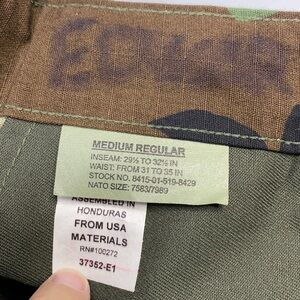 MEDIUM REGULAR
INSEAM: 29½ TO 32½ IN
WAIST: FROM 31 TO 35 IN
STOCK NO. 8415-01-519-8429
NATO SIZE: 7583/7989
ASSEMBLED IN
HONDURAS
FROM USA
MATERIALS
RN#100272
37352-E1